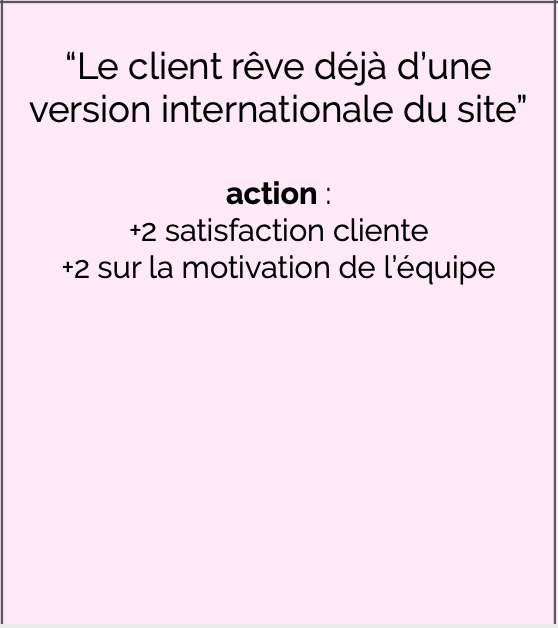 “Le client rêve déjà d’une
version internationale du site”
action :
+2 satisfaction cliente
+2 sur la motivation de l’équipe